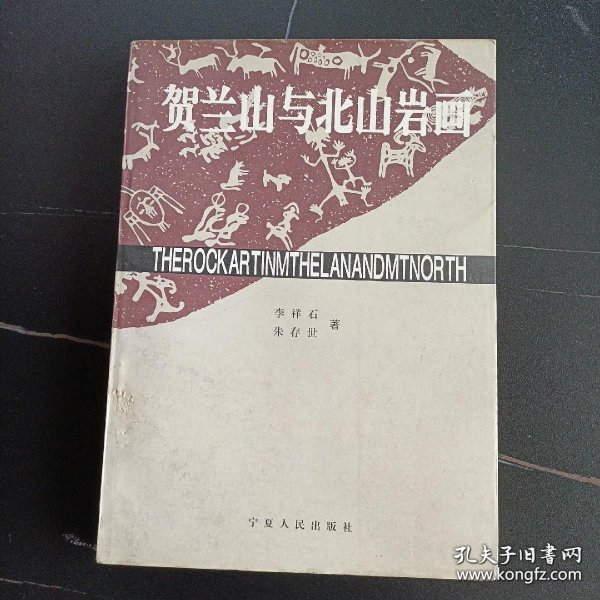 贺兰山与北山岩画
THEROCKARTINMTHELANANDMTNORTH
李祥石
朱存世
著
宁夏人民出版社
孔夫子旧书网
www.kongfz.com